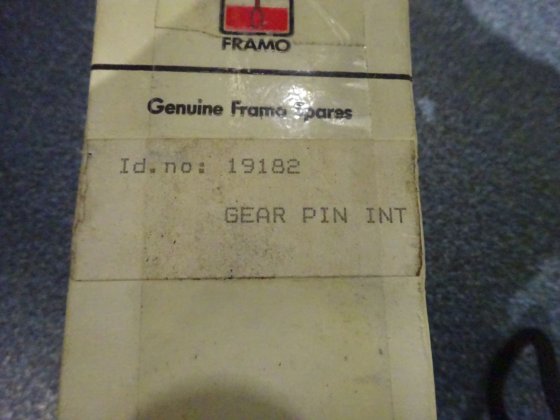 FRAMO
Genuine Framo Spares
Id.no: 19182
GEAR PIN INT